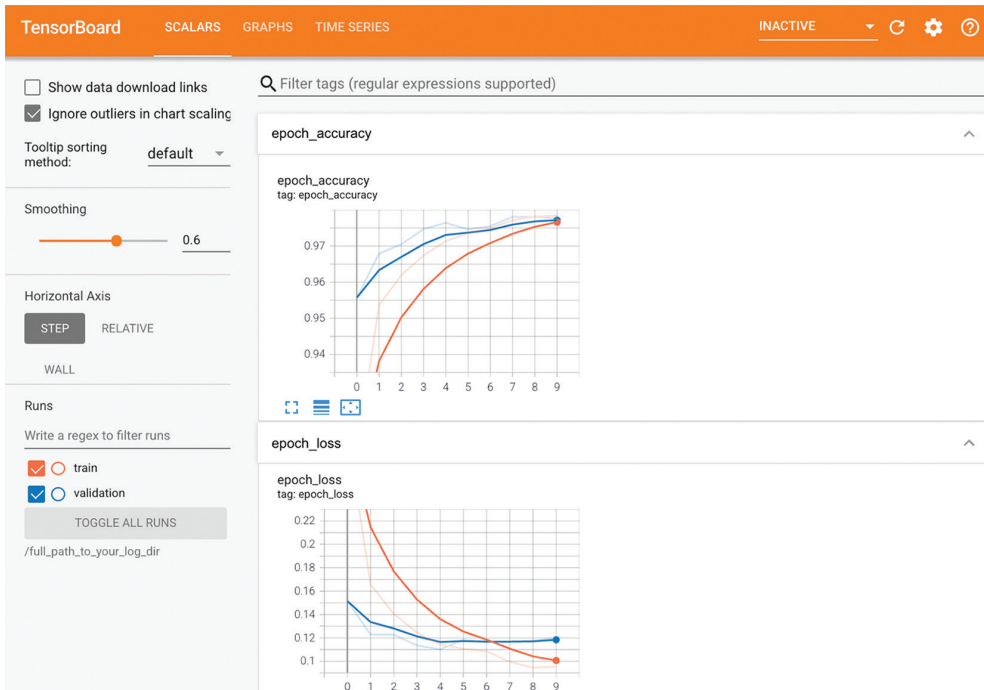 TensorBoard SCALARS GRAPHS TIME SERIES INACTIVE
Show data download links
Ignore outliers in chart scaling
Tooltip sorting
method:
default
Smoothing
0.6
Horizontal Axis
STEP RELATIVE
WALL
Runs
Write a regex to filter runs
train
validation
TOGGLE ALL RUNS
/full_path_to_your_log_dir
Filter tags (regular expressions supported)
epoch_accuracy
epoch_accuracy
tag: epoch_accuracy
0.97
0.96
0.95
0.94
0 1 2 3 4 5 6 7 8 9
epoch_loss
epoch_loss
tag: epoch_loss
0.22
0.2
0.18
0.16
0.14
0.12
0.1
0 1 2 3 4 5 6 7 8 9